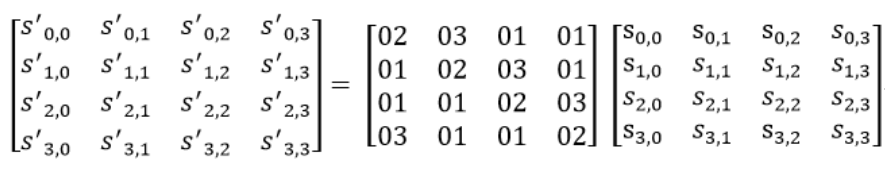 [s′0,0 s′0,1 s′0,2 s′0,3] [02 03 01 01] [s0,0 s0,1 s0,2 s0,3]
[s′1,0 s′1,1 s′1,2 s′1,3] [01 02 03 01] [s1,0 s1,1 s1,2 s1,3]
= 
[s′2,0 s′2,1 s′2,2 s′2,3] [01 01 02 03] [s2,0 s2,1 s2,2 s2,3]
[s′3,0 s′3,1 s′3,2 s′3,3] [03 01 01 02] [s3,0 s3,1 s3,2 s3,3]